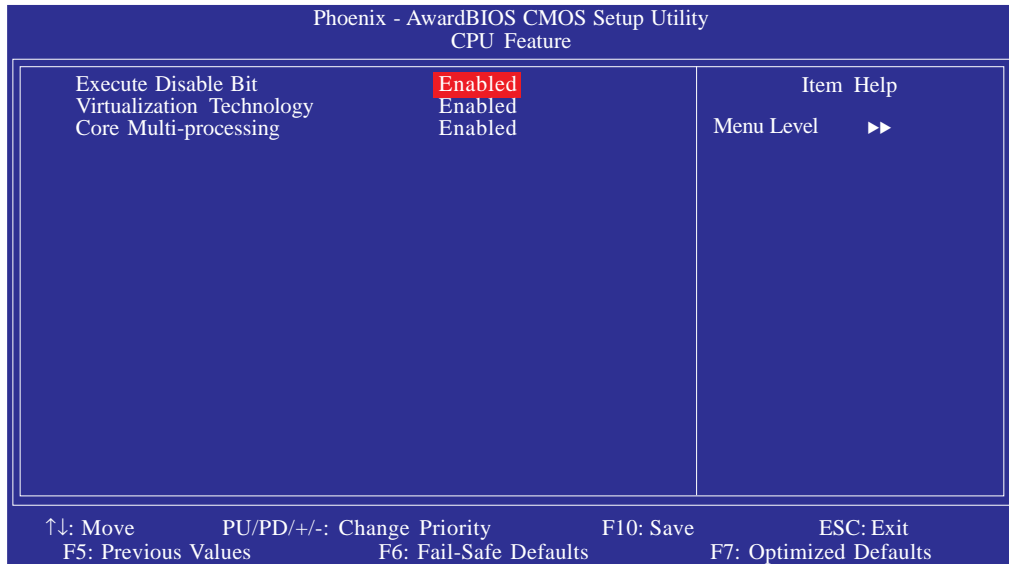 Phoenix - AwardBIOS CMOS Setup Utility
CPU Feature
Execute Disable Bit Enabled
Virtualization Technology Enabled
Core Multi-processing Enabled
Item Help
Menu Level ►►
↑↓: Move PU/PD/+/-: Change Priority F10: Save ESC: Exit
F5: Previous Values F6: Fail-Safe Defaults F7: Optimized Defaults